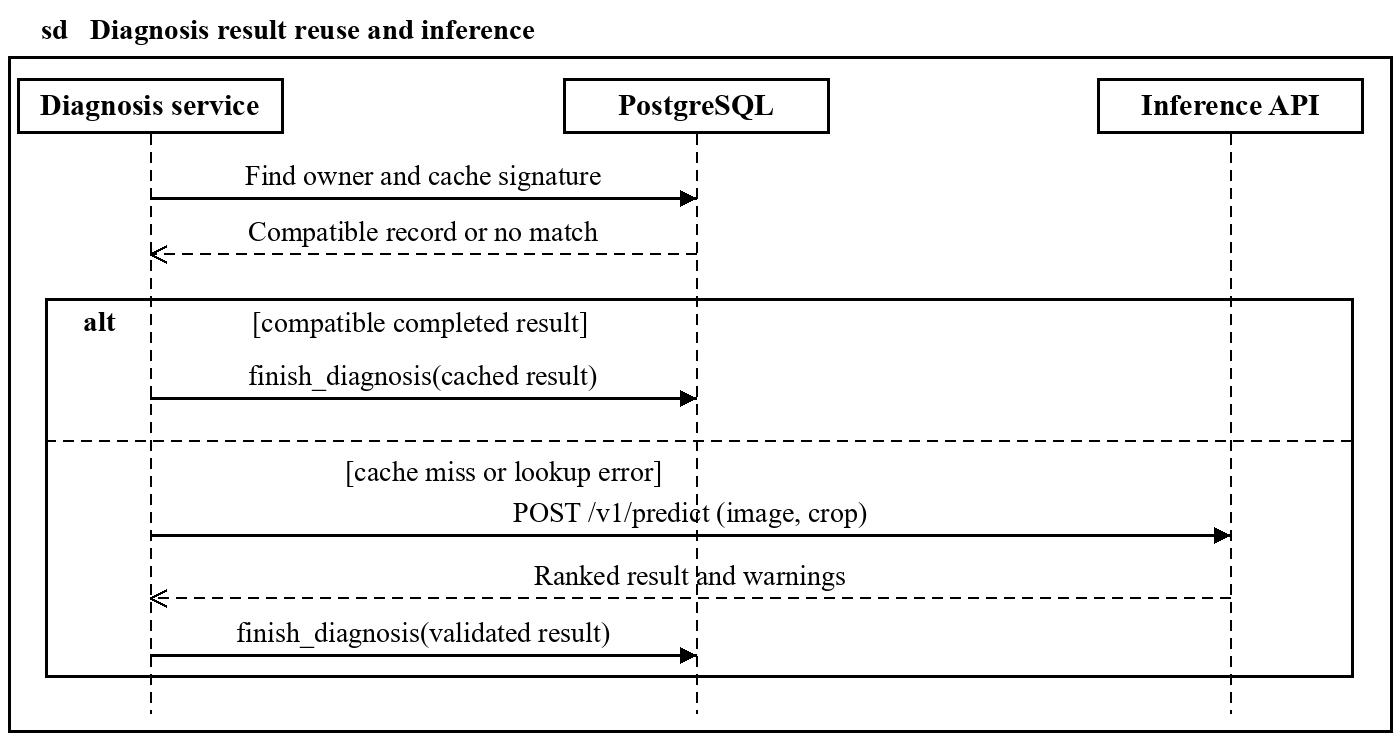 sd Diagnosis result reuse and inference
Diagnosis service
PostgreSQL
Inference API
Find owner and cache signature
Compatible record or no match
alt
[compatible completed result]
finish_diagnosis(cached result)
[cache miss or lookup error]
POST /v1/predict (image, crop)
Ranked result and warnings
finish_diagnosis(validated result)